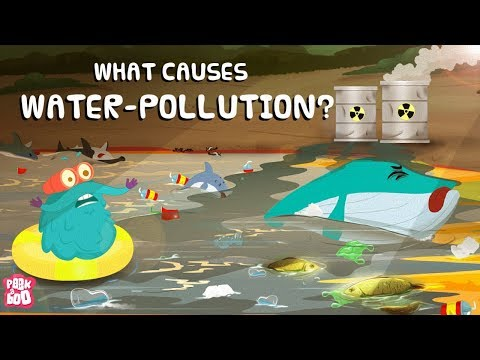 WHAT CAUSES
WATER-POLLUTION?
PEEK
A
BOO